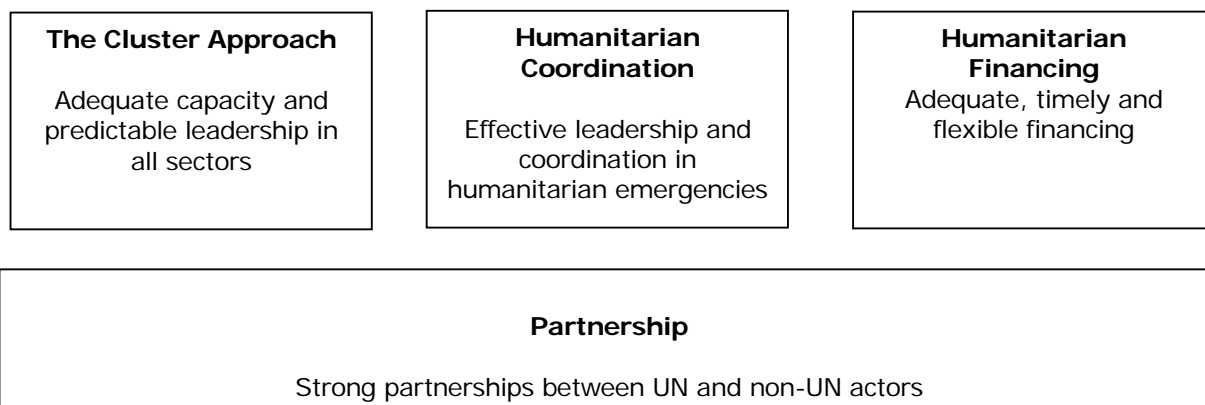 The Cluster Approach
Adequate capacity and
predictable leadership in
all sectors
Humanitarian
Coordination
Effective leadership and
coordination in
humanitarian emergencies
Humanitarian
Financing
Adequate, timely and
flexible financing
Partnership
Strong partnerships between UN and non-UN actors